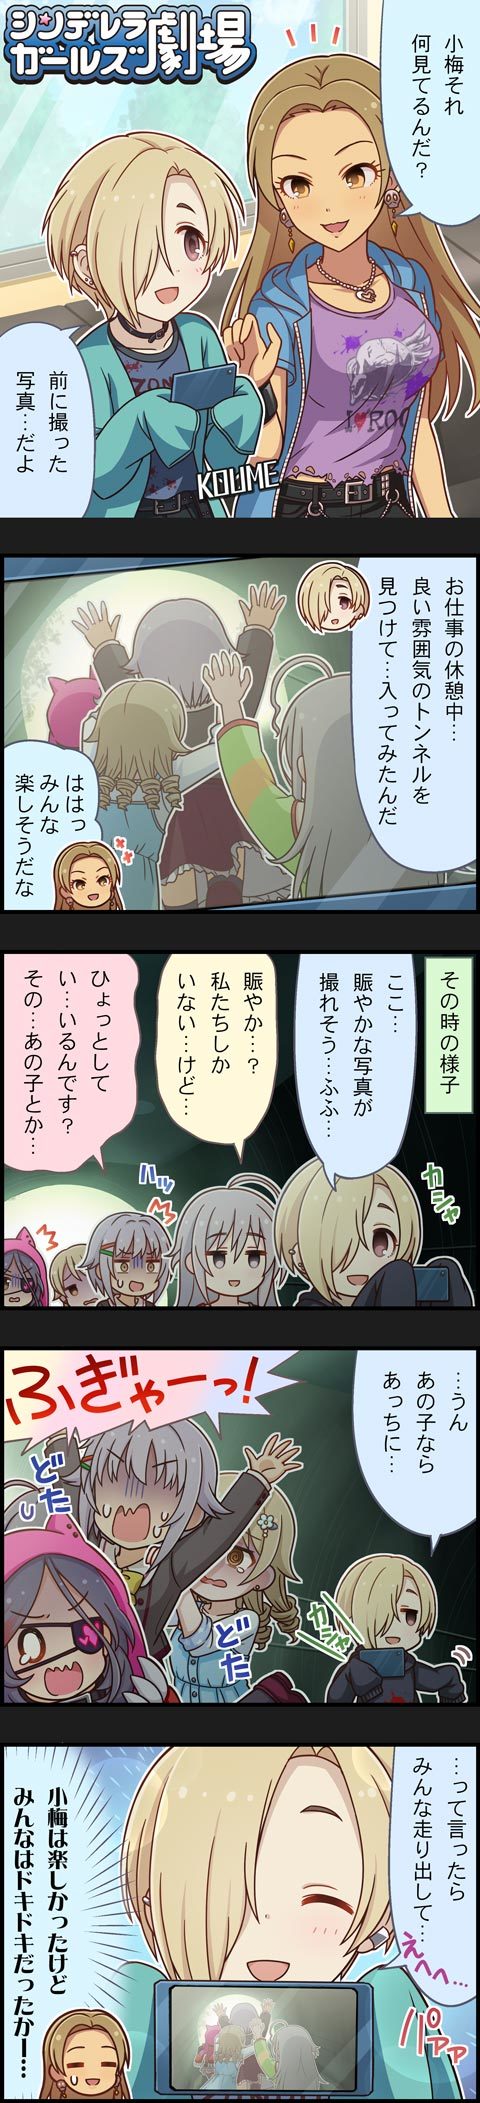 シンデレラ
ガールズ劇場
小梅それ
何見てるんだ？
前に撮った
写真…だよ
ZON
I♥ROC
KOUME
お仕事の休憩中…
良い雰囲気のトンネルを
見つけて…入ってみたんだ
ははっ
みんな
楽しそうだな
その時の様子
ここ…
賑やかな写真が
撮れそう…ふふ…
賑やか…？
私たちしか
いない…けど…
ひょっとして
い…いるんです？
その…あの子とか…
カシャ
ハッ
…うん
あの子なら
あっちに…
ふぎゃーっ！
どたっ
どた
カシャ
…って言ったら
みんな走り出して…
えへへ…
パァァ
小梅は楽しかったけど
みんなはドキドキだったかー…